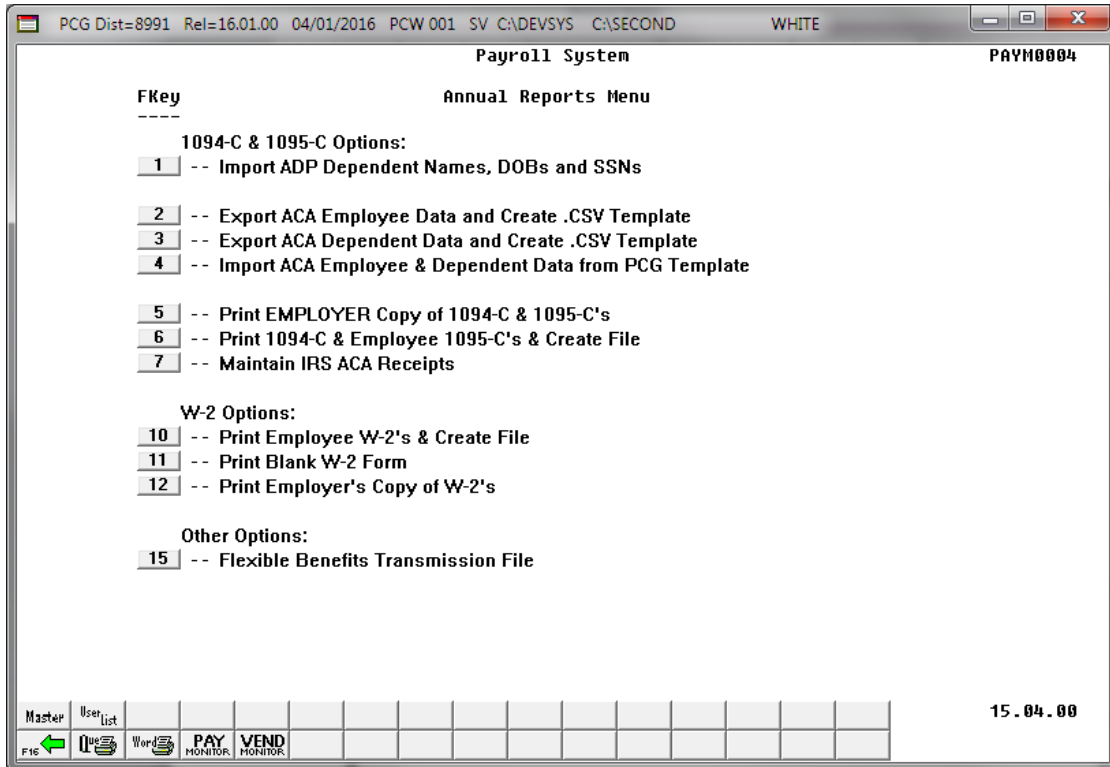 PCG Dist=8991 Rel=16.01.00 04/01/2016 PCW 001 SV C:\DEVSYS C:\SECOND WHITE
Payroll System PAYM0004
FKey Annual Reports Menu
----
1094-C & 1095-C Options:
1 -- Import ADP Dependent Names, DOBs and SSNs
2 -- Export ACA Employee Data and Create .CSV Template
3 -- Export ACA Dependent Data and Create .CSV Template
4 -- Import ACA Employee & Dependent Data from PCG Template
5 -- Print EMPLOYER Copy of 1094-C & 1095-C's
6 -- Print 1094-C & Employee 1095-C's & Create File
7 -- Maintain IRS ACA Receipts
W-2 Options:
10 -- Print Employee W-2's & Create File
11 -- Print Blank W-2 Form
12 -- Print Employer's Copy of W-2's
Other Options:
15 -- Flexible Benefits Transmission File
Master User List 15.04.00
F16 Que Word PAY MONITOR VEND MONITOR